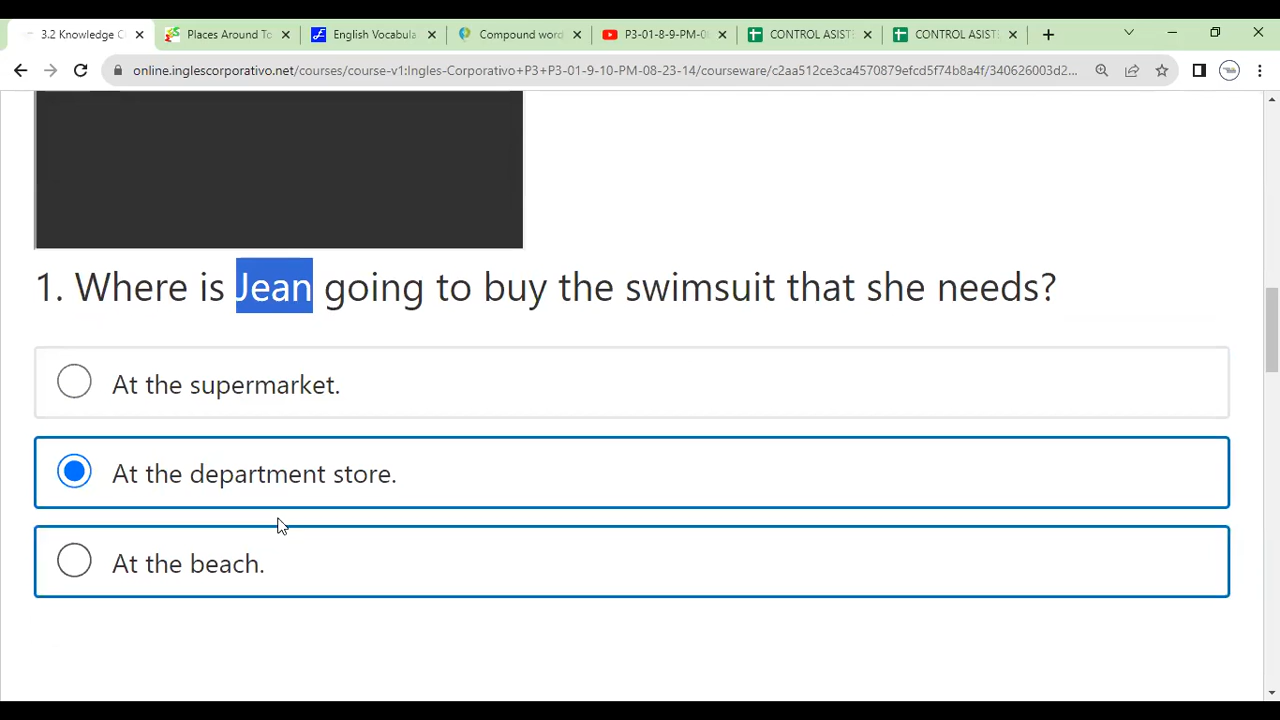 3.2 Knowledge C
Places Around To
English Vocabula
Compound word
P3-01-8-9-PM-0
CONTROL ASIST
CONTROL ASIST
online.inglescorporativo.net/courses/course-v1:Ingles-Corporativo+P3+P3-01-9-10-PM-08-23-14/courseware/c2aa512ce3ca4570879efcd5f74b8a4f/340626003d2...
1. Where is Jean going to buy the swimsuit that she needs?
At the supermarket.
At the department store.
At the beach.